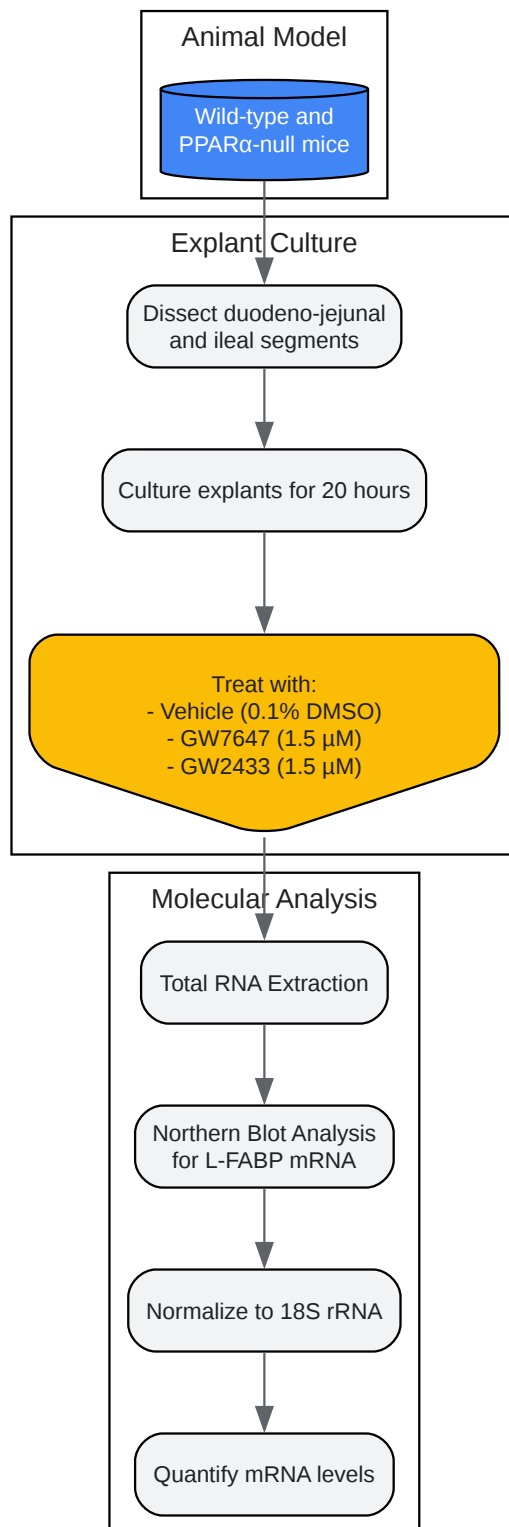 Animal Model
Wild-type and
PPARα-null mice
Explant Culture
Dissect duodeno-jejunal
and ileal segments
Culture explants for 20 hours
Treat with:
- Vehicle (0.1% DMSO)
- GW7647 (1.5 µM)
- GW2433 (1.5 µM)
Molecular Analysis
Total RNA Extraction
Northern Blot Analysis
for L-FABP mRNA
Normalize to 18S rRNA
Quantify mRNA levels